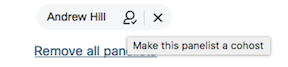 Andrew Hill
Make this panelist a cohost
Remove all